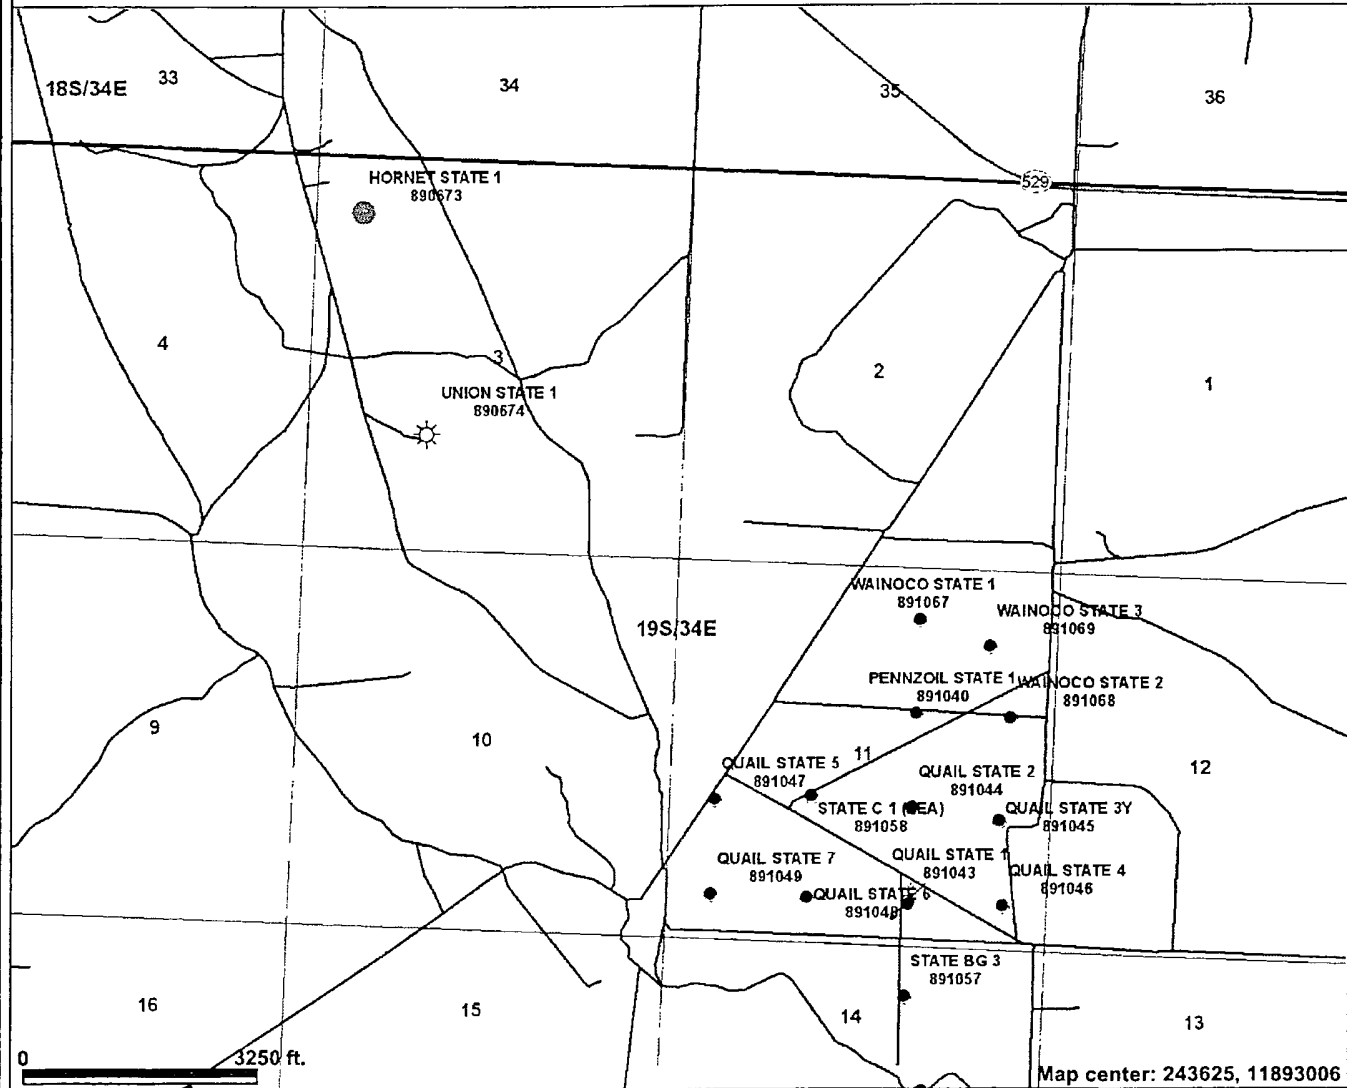 18S/34E
33
34
35
36
529
HORNET STATE 1
890673
4
3
2
1
UNION STATE 1
890674
WAINOCO STATE 1
891067
WAINOCO STATE 3
891069
19S/34E
PENNZOIL STATE 1
891040
WAINOCO STATE 2
891068
9
10
11
12
QUAIL STATE 5
891047
QUAIL STATE 2
891044
STATE C 1
891058
QUAIL STATE 3Y
891045
QUAIL STATE 7
891049
QUAIL STATE 1
891043
QUAIL STATE 4
891046
QUAIL STATE 6
891048
STATE BG 3
891057
16
15
14
13
0 3250 ft.
Map center: 243625, 11893006